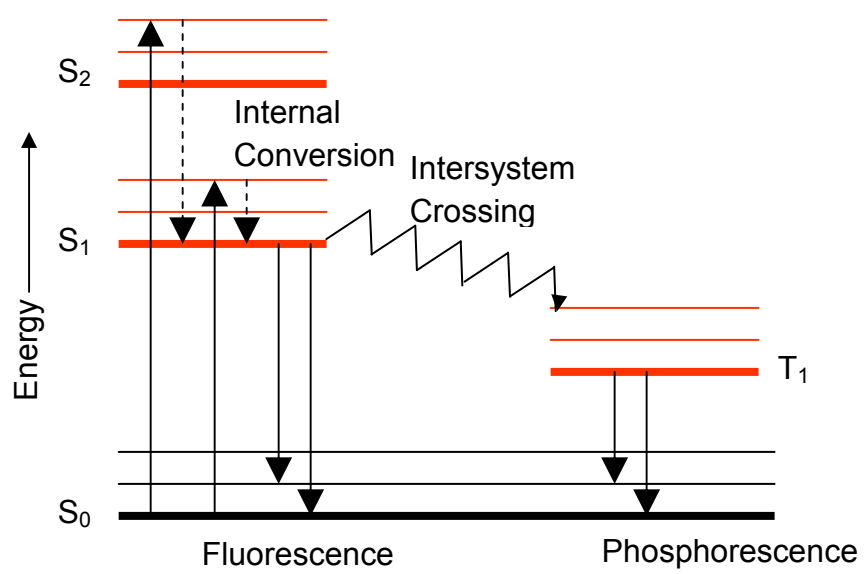 S₂
Internal
Conversion
Intersystem
Crossing
S₁
Energy
T₁
S₀
Fluorescence
Phosphorescence